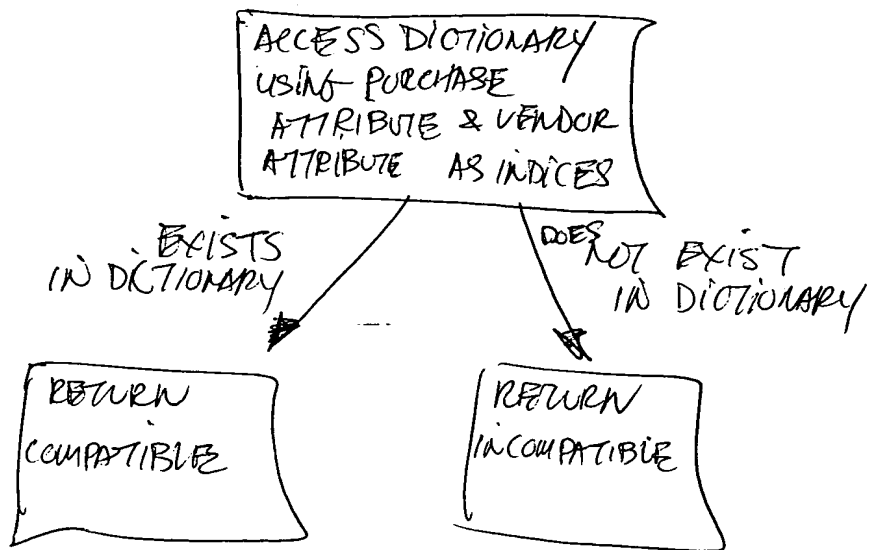 ACCESS DICTIONARY
USING PURCHASE
ATTRIBUTE & VENDOR
ATTRIBUTE AS INDICES
EXISTS
IN DICTIONARY
DOES
NOT EXIST
IN DICTIONARY
RETURN
COMPATIBLE
RETURN
INCOMPATIBLE